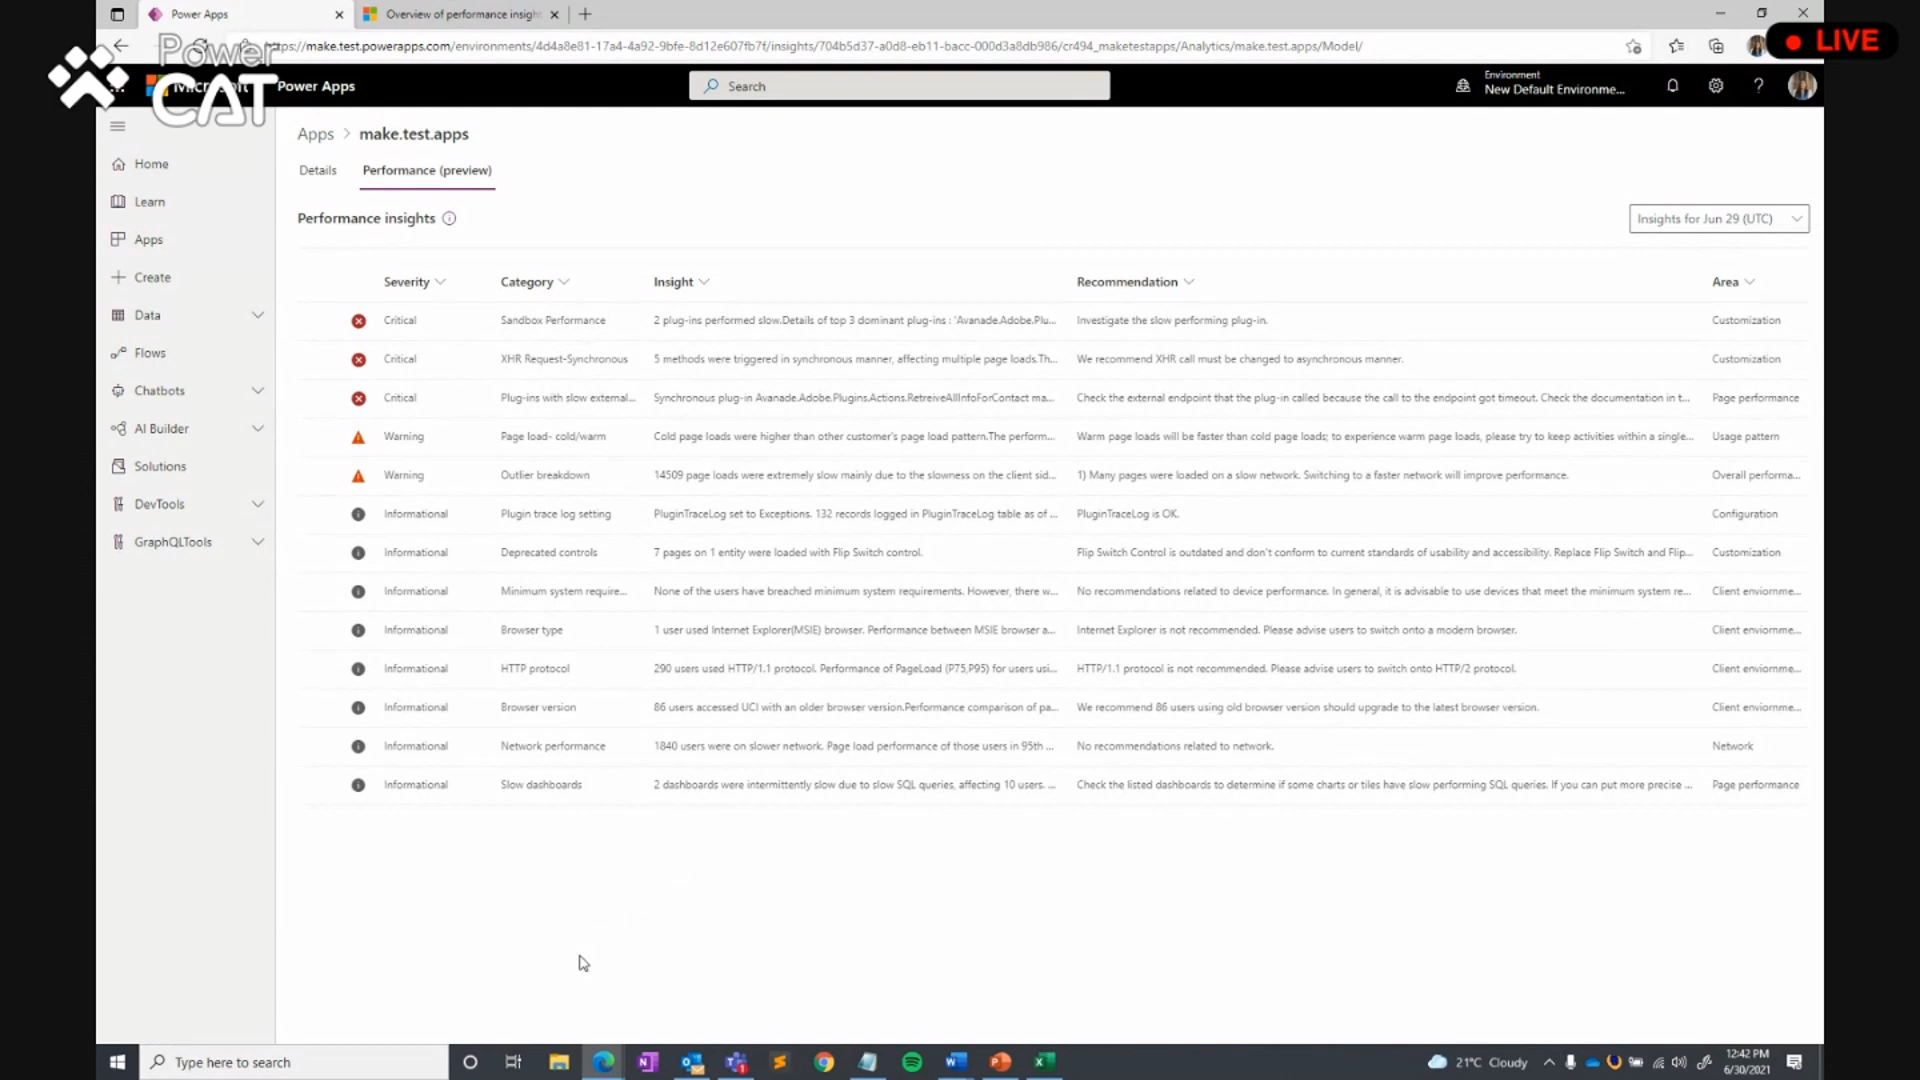 Power Apps
Overview of performance insigh
https://make.test.powerapps.com/environments/4d4a8e81-17a4-4a92-9bfe-8d12e607fb7f/insights/704b5d37-a0d8-eb11-bacc-000d3a8db986/cr494_maketestapps/Analytics/make.test.apps/Model/
LIVE
Power
CAT
Microsoft
Power Apps
Search
Environment
New Default Environme...
?
Apps > make.test.apps
Details
Performance (preview)
Performance insights
Insights for Jun 29 (UTC)
Home
Learn
Apps
Create
Data
Flows
Chatbots
AI Builder
Solutions
DevTools
GraphQLTools
Severity Category Insight Recommendation Area
Critical Sandbox Performance 2 plug-ins performed slow.Details of top 3 dominant plug-ins : 'Avanade.Adobe.Plu... Investigate the slow performing plug-in. Customization
Critical XHR Request-Synchronous 5 methods were triggered in synchronous manner, affecting multiple page loads.Th... We recommend XHR call must be changed to asynchronous manner. Customization
Critical Plug-ins with slow external... Synchronous plug-in Avanade.Adobe.Plugins.Actions.RetreiveAllInfoForContact ma... Check the external endpoint that the plug-in called because the call to the endpoint got timeout. Check the documentation in t... Page performance
Warning Page load- cold/warm Cold page loads were higher than other customer's page load pattern.The perform... Warm page loads will be faster than cold page loads; to experience warm page loads, please try to keep activities within a single... Usage pattern
Warning Outlier breakdown 14509 page loads were extremely slow mainly due to the slowness on the client sid... 1) Many pages were loaded on a slow network. Switching to a faster network will improve performance. Overall performa...
Informational Plugin trace log setting PluginTraceLog set to Exceptions. 132 records logged in PluginTraceLog table as of ... PluginTraceLog is OK. Configuration
Informational Deprecated controls 7 pages on 1 entity were loaded with Flip Switch control. Flip Switch Control is outdated and don't conform to current standards of usability and accessibility. Replace Flip Switch and Flip... Customization
Informational Minimum system require... None of the users have breached minimum system requirements. However, there w... No recommendations related to device performance. In general, it is advisable to use devices that meet the minimum system re... Client enviornme...
Informational Browser type 1 user used Internet Explorer(MSIE) browser. Performance between MSIE browser a... Internet Explorer is not recommended. Please advise users to switch onto a modern browser. Client enviornme...
Informational HTTP protocol 290 users used HTTP/1.1 protocol. Performance of PageLoad (P75,P95) for users usi... HTTP/1.1 protocol is not recommended. Please advise users to switch onto HTTP/2 protocol. Client enviornme...
Informational Browser version 86 users accessed UCI with an older browser version.Performance comparison of pa... We recommend 86 users using old browser version should upgrade to the latest browser version. Client enviornme...
Informational Network performance 1840 users were on slower network. Page load performance of those users in 95th ... No recommendations related to network. Network
Informational Slow dashboards 2 dashboards were intermittently slow due to slow SQL queries, affecting 10 users. ... Check the listed dashboards to determine if some charts or tiles have slow performing SQL queries. If you can put more precise ... Page performance
Type here to search
21°C Cloudy
12:42 PM
6/30/2021